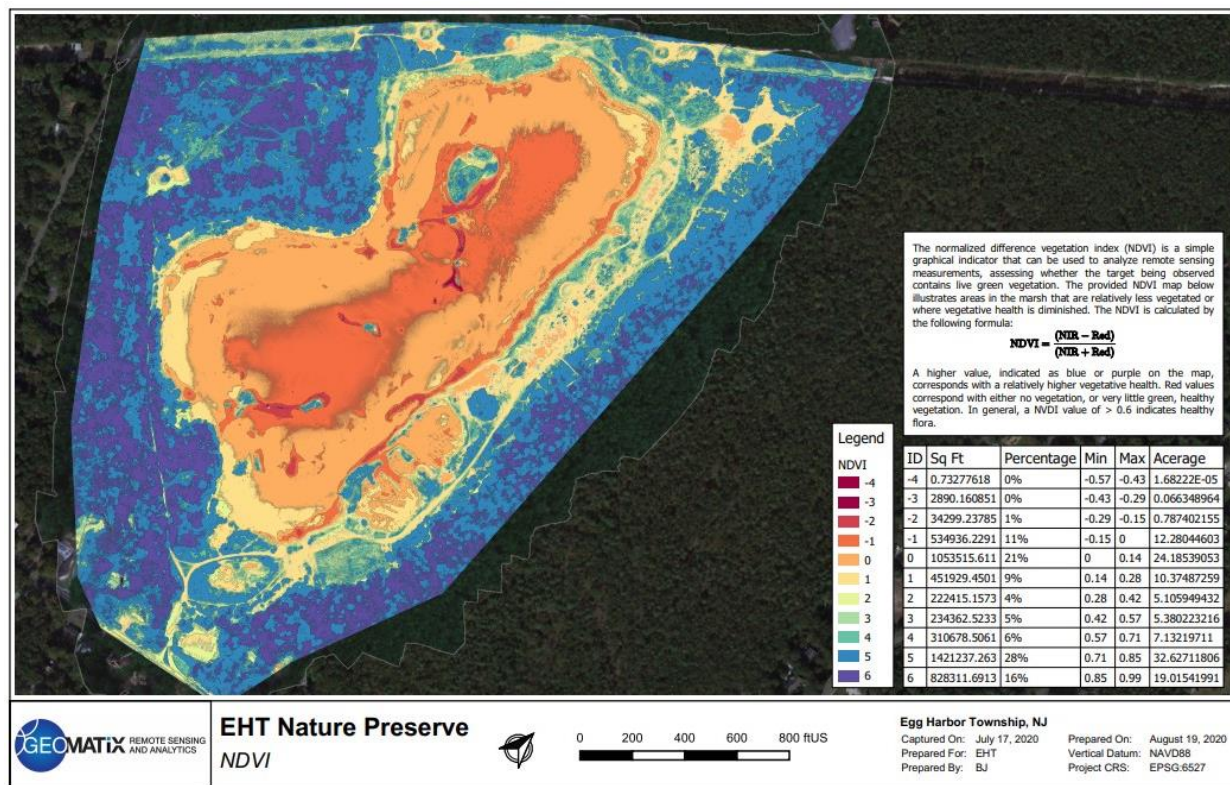 The normalized difference vegetation index (NDVI) is a simple
graphical indicator that can be used to analyze remote sensing
measurements, assessing whether the target being observed
contains live green vegetation. The provided NDVI map below
illustrates areas in the marsh that are relatively less vegetated or
where vegetative health is diminished. The NDVI is calculated by
the following formula:
NDVI = (NIR − Red)
(NIR + Red)
A higher value, indicated as blue or purple on the map,
corresponds with a relatively higher vegetative health. Red values
correspond with either no vegetation, or very little green, healthy
vegetation. In general, a NVDI value of > 0.6 indicates healthy
flora.
Legend
NDVI
-4
-3
-2
-1
0
1
2
3
4
5
6
ID Sq Ft Percentage Min Max Acerage
-4 0.73277618 0% -0.57 -0.43 1.68222E-05
-3 2890.160851 0% -0.43 -0.29 0.066348964
-2 34299.23785 1% -0.29 -0.15 0.787402155
-1 534936.2291 11% -0.15 0 12.28044603
0 1053515.611 21% 0 0.14 24.18539053
1 451929.4501 9% 0.14 0.28 10.37487259
2 222415.1573 4% 0.28 0.42 5.105949432
3 234362.5233 5% 0.42 0.57 5.380223216
4 310678.5061 6% 0.57 0.71 7.13219711
5 1421237.263 28% 0.71 0.85 32.62711806
6 828311.6913 16% 0.85 0.99 19.01541991
GEOMATiX REMOTE SENSING
AND ANALYTICS
EHT Nature Preserve
NDVI
0 200 400 600 800 ftUS
Egg Harbor Township, NJ
Captured On: July 17, 2020 Prepared On: August 19, 2020
Prepared For: EHT Vertical Datum: NAVD88
Prepared By: BJ Project CRS: EPSG:6527